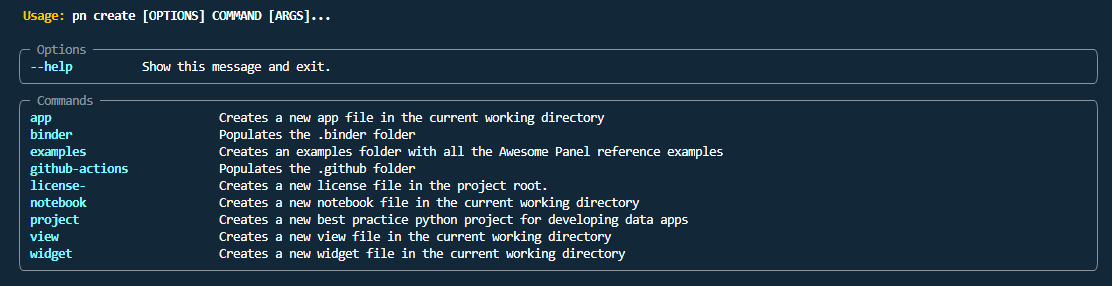 Usage: pn create [OPTIONS] COMMAND [ARGS]...
Options
--help Show this message and exit.
Commands
app Creates a new app file in the current working directory
binder Populates the .binder folder
examples Creates an examples folder with all the Awesome Panel reference examples
github-actions Populates the .github folder
license- Creates a new license file in the project root.
notebook Creates a new notebook file in the current working directory
project Creates a new best practice python project for developing data apps
view Creates a new view file in the current working directory
widget Creates a new widget file in the current working directory